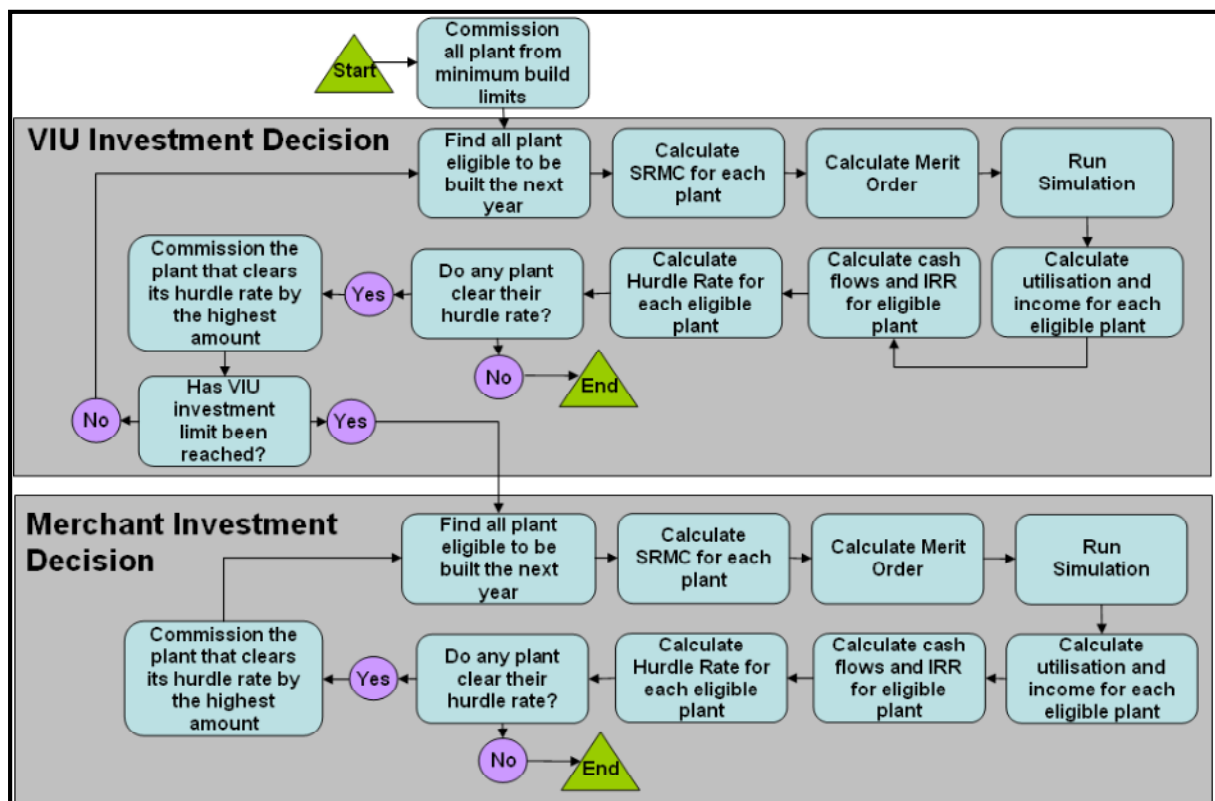 Start
Commission
all plant from
minimum build
limits
VIU Investment Decision
Find all plant
eligible to be
built the next
year
Calculate
SRMC for each
plant
Calculate Merit
Order
Run
Simulation
Calculate
utilisation and
income for each
eligible plant
Calculate cash
flows and IRR
for eligible
plant
Calculate
Hurdle Rate for
each eligible
plant
Do any plant
clear their
hurdle rate?
Yes
No
End
Commission the
plant that clears
its hurdle rate by
the highest
amount
Has VIU
investment
limit been
reached?
No
Yes
Merchant Investment
Decision
Find all plant
eligible to be
built the next
year
Calculate
SRMC for each
plant
Calculate Merit
Order
Run
Simulation
Calculate
utilisation and
income for each
eligible plant
Calculate cash
flows and IRR
for eligible
plant
Calculate
Hurdle Rate for
each eligible
plant
Do any plant
clear their
hurdle rate?
Yes
No
End
Commission the
plant that clears
its hurdle rate by
the highest
amount